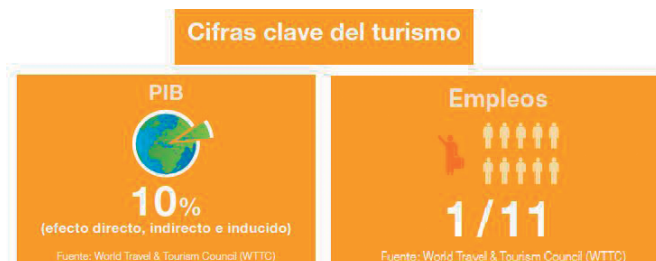 Cifras clave del turismo
PIB
10%
(efecto directo, indirecto e inducido)
Fuente: World Travel & Tourism Council (WTTC)
Empleos
1/11
Fuente: World Travel & Tourism Council (WTTC)